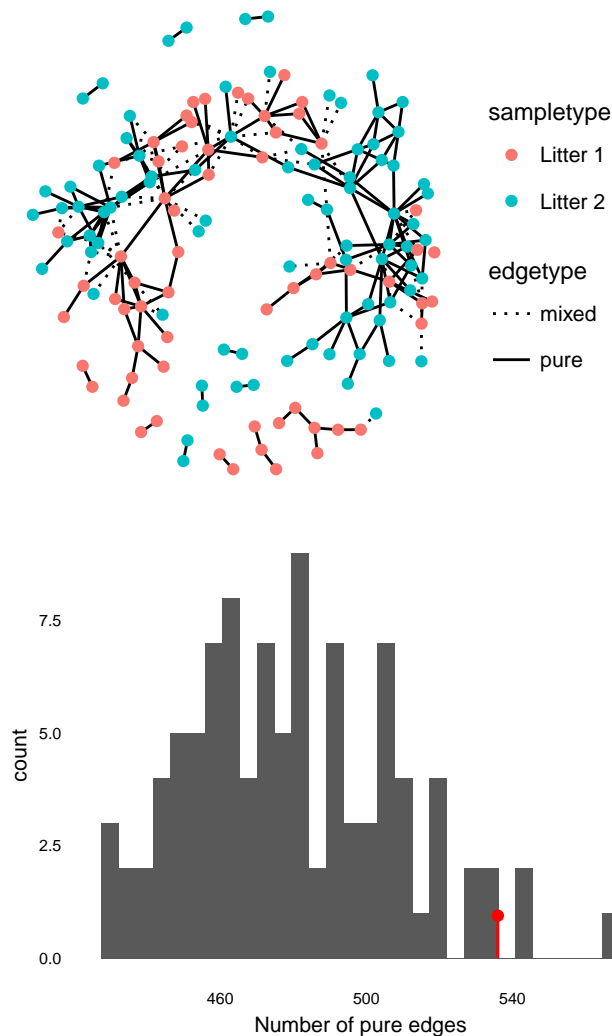 sampletype
Litter 1
Litter 2
edgetype
mixed
pure
7.5
5.0
2.5
0.0
count
460
500
540
Number of pure edges